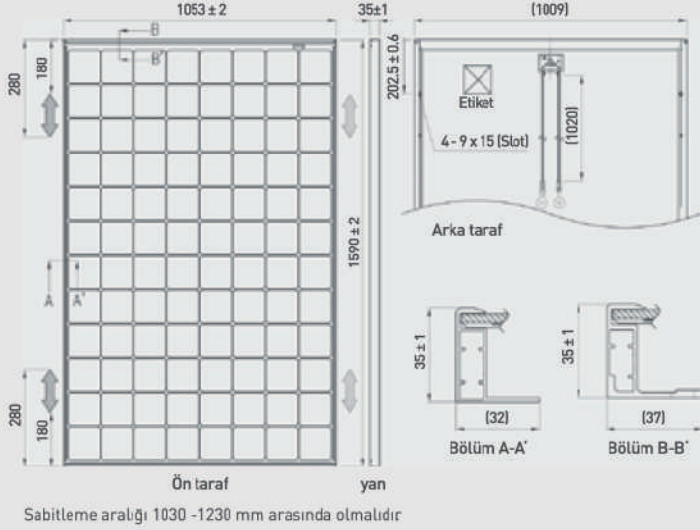 1053 ± 2
35±1
(1009)
B
B'
280
180
202.5 ± 0.6
Etiket
4- 9 x 15 (Slot)
(1020)
1590 ± 2
Arka taraf
A
A'
35 ± 1
35 ± 1
280
180
(32)
(37)
Bölüm A-A'
Bölüm B-B'
Ön taraf
yan
Sabitleme aralığı 1030 -1230 mm arasında olmalıdır